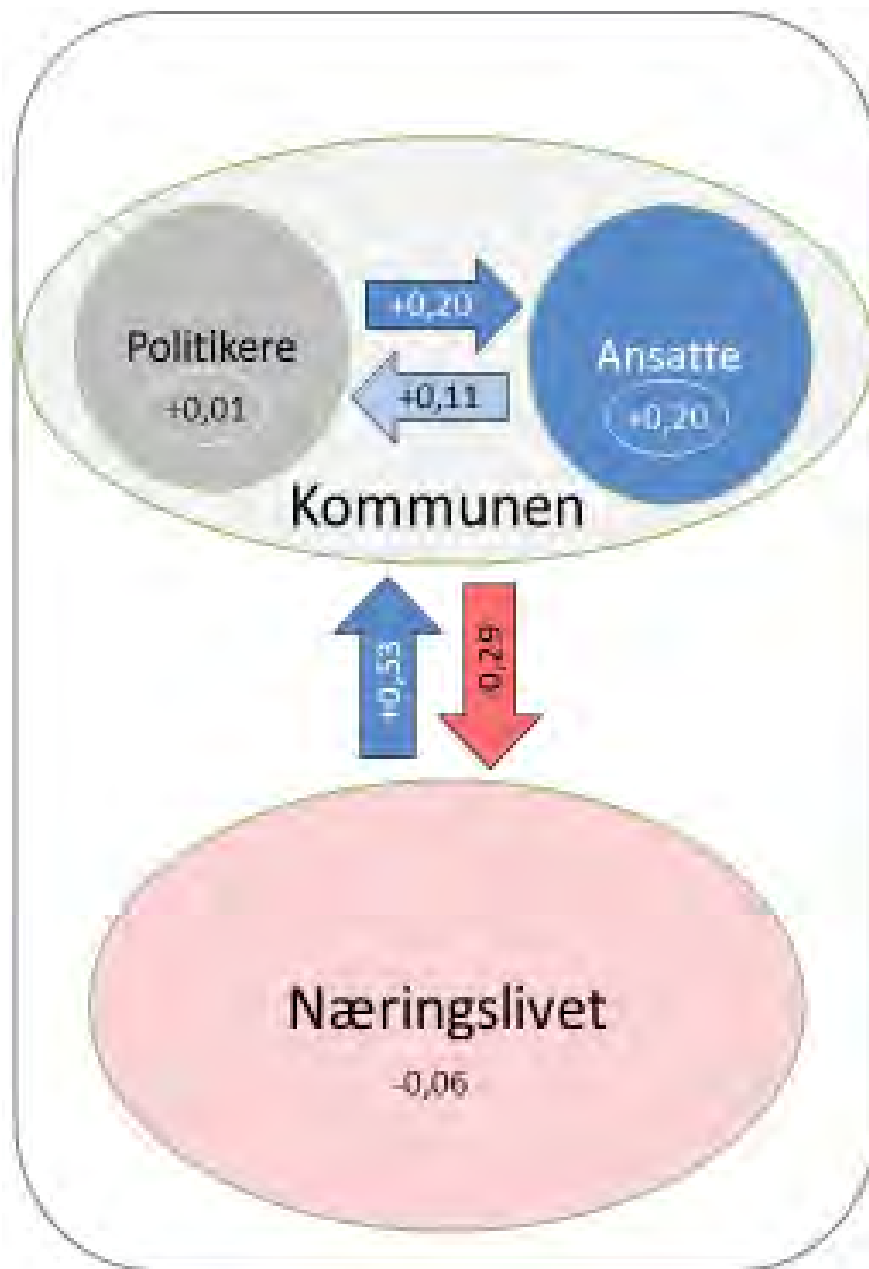 +0,20
Politikere
+0,01
Ansatte
+0,20
+0,11
Kommunen
+0,53
-0,29
Næringslivet
-0,06